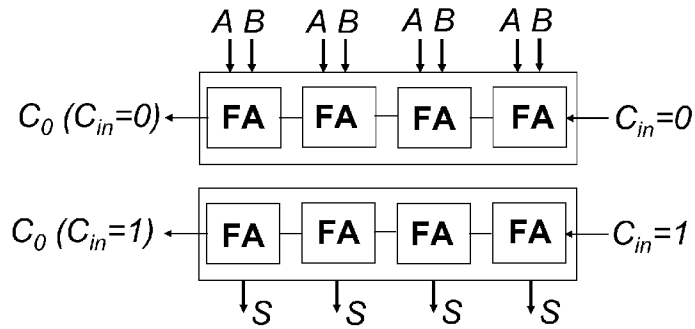 A B A B A B A B
C0 (Cin=0) FA FA FA FA Cin=0
C0 (Cin=1) FA FA FA FA Cin=1
S S S S